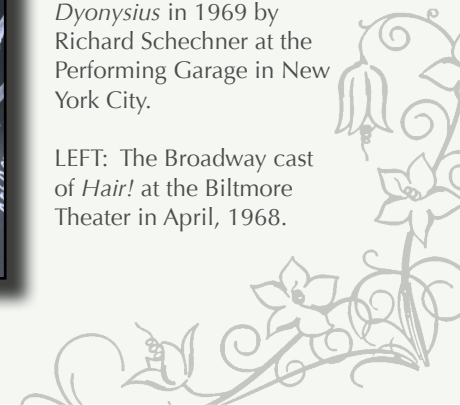 Dyonysius in 1969 by
Richard Schechner at the
Performing Garage in New
York City.
LEFT:  The Broadway cast
of Hair! at the Biltmore
Theater in April, 1968.